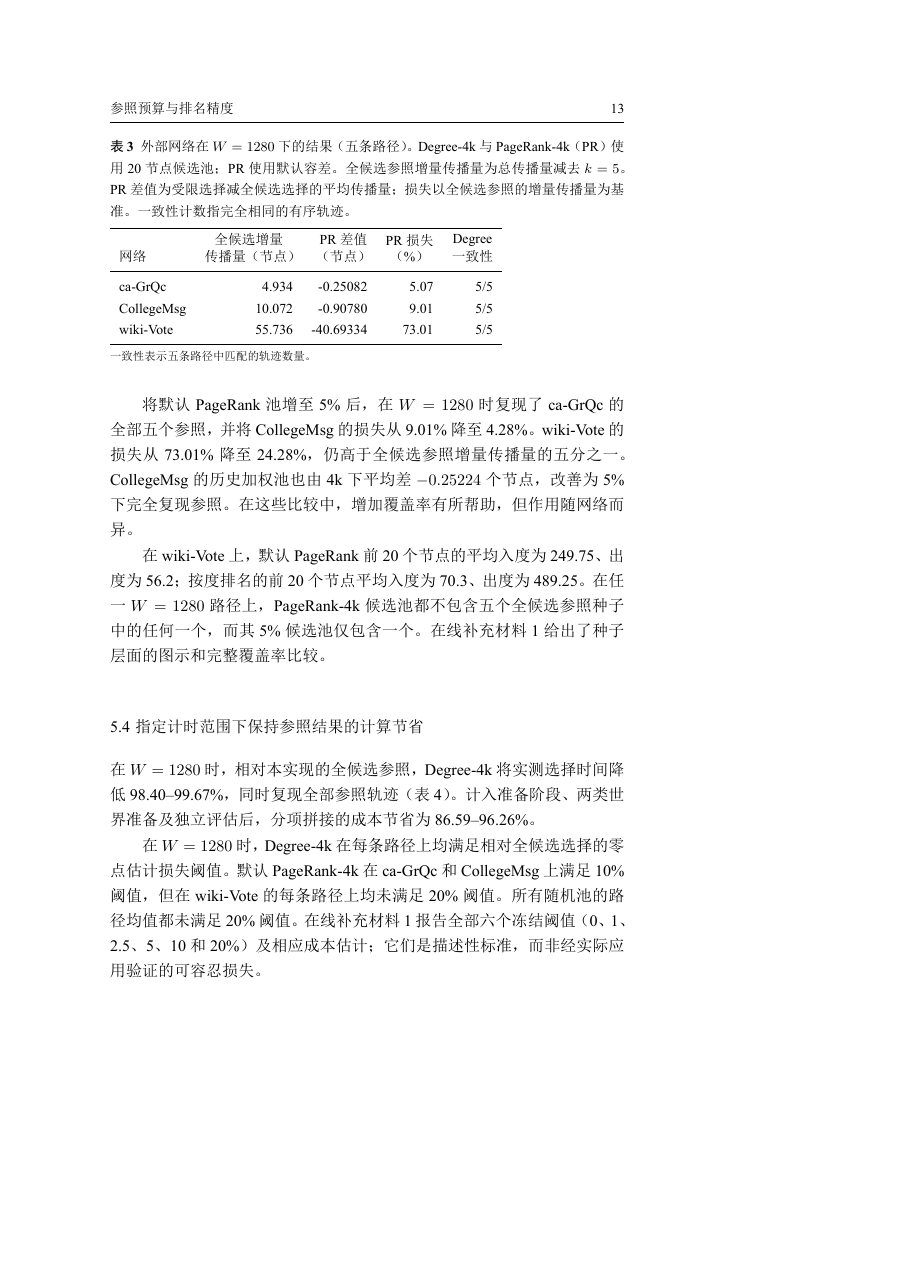 参照预算与排名精度 13
表 3 外部网络在 W = 1280 下的结果（五条路径）。Degree-4k 与 PageRank-4k（PR）使
用 20 节点候选池；PR 使用默认容差。全候选参照增量传播量为总传播量减去 k = 5。
PR 差值为受限选择减全候选选择的平均传播量；损失以全候选参照的增量传播量为基
准。一致性计数指完全相同的有序轨迹。
全候选增量 PR 差值 PR 损失 Degree
网络 传播量（节点） （节点） （%） 一致性
ca-GrQc 4.934 -0.25082 5.07 5/5
CollegeMsg 10.072 -0.90780 9.01 5/5
wiki-Vote 55.736 -40.69334 73.01 5/5
一致性表示五条路径中匹配的轨迹数量。
将默认 PageRank 池增至 5% 后，在 W = 1280 时复现了 ca-GrQc 的
全部五个参照，并将 CollegeMsg 的损失从 9.01% 降至 4.28%。wiki-Vote 的
损失从 73.01% 降至 24.28%，仍高于全候选参照增量传播量的五分之一。
CollegeMsg 的历史加权池也由 4k 下平均差 −0.25224 个节点，改善为 5%
下完全复现参照。在这些比较中，增加覆盖率有所帮助，但作用随网络而
异。
在 wiki-Vote 上，默认 PageRank 前 20 个节点的平均入度为 249.75、出
度为 56.2；按度排名的前 20 个节点平均入度为 70.3、出度为 489.25。在任
一 W = 1280 路径上，PageRank-4k 候选池都不包含五个全候选参照种子
中的任何一个，而其 5% 候选池仅包含一个。在线补充材料 1 给出了种子
层面的图示和完整覆盖率比较。
5.4 指定计时范围下保持参照结果的计算节省
在 W = 1280 时，相对本实现的全候选参照，Degree-4k 将实测选择时间降
低 98.40–99.67%，同时复现全部参照轨迹（表 4）。计入准备阶段、两类世
界准备及独立评估后，分项拼接的成本节省为 86.59–96.26%。
在 W = 1280 时，Degree-4k 在每条路径上均满足相对全候选选择的零
点估计损失阈值。默认 PageRank-4k 在 ca-GrQc 和 CollegeMsg 上满足 10%
阈值，但在 wiki-Vote 的每条路径上均未满足 20% 阈值。所有随机池的路
径均值都未满足 20% 阈值。在线补充材料 1 报告全部六个冻结阈值（0、1、
2.5、5、10 和 20%）及相应成本估计；它们是描述性标准，而非经实际应
用验证的可容忍损失。